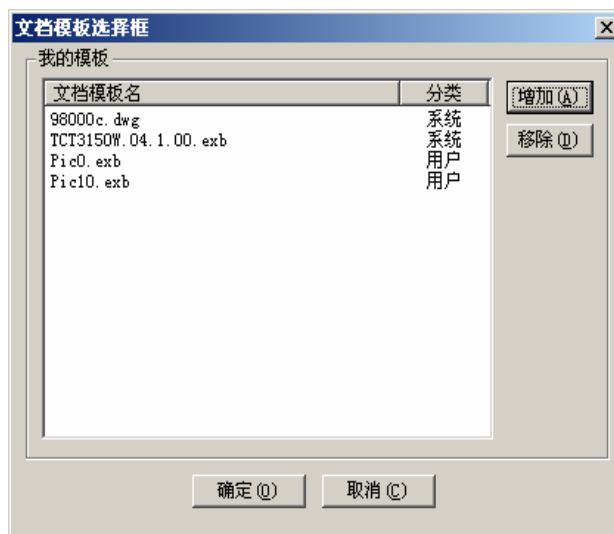 文档模板选择框
我的模板
文档模板名 分类
98000c.dwg 系统
TCT3150W.04.1.00.exb 系统
Pic0.exb 用户
Pic10.exb 用户
增加(A)
移除(D)
确定(O) 取消(C)